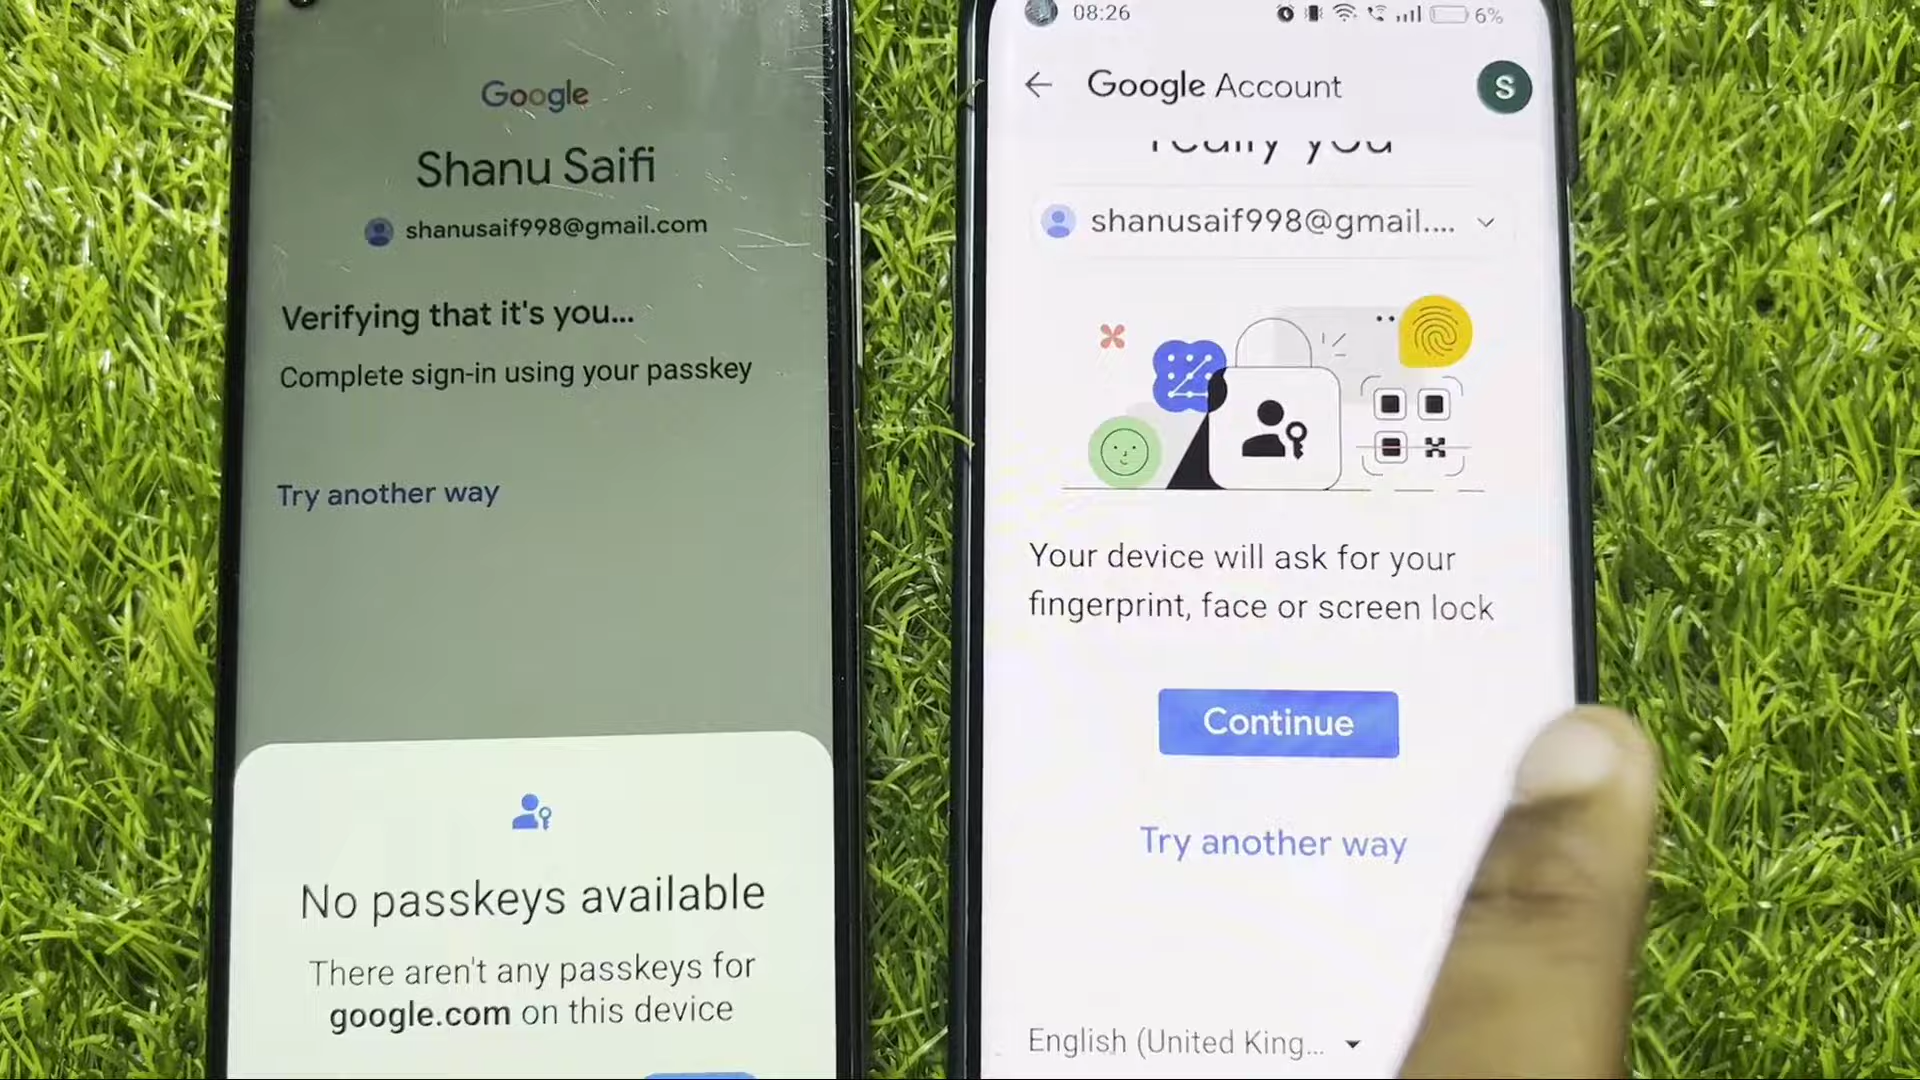 Google
Shanu Saifi
shanusaif998@gmail.com
Verifying that it's you...
Complete sign-in using your passkey
Try another way
No passkeys available
There aren't any passkeys for
google.com on this device
08:26
6%
Google Account
S
really you
shanusaif998@gmail....
Your device will ask for your
fingerprint, face or screen lock
Continue
Try another way
English (United King...